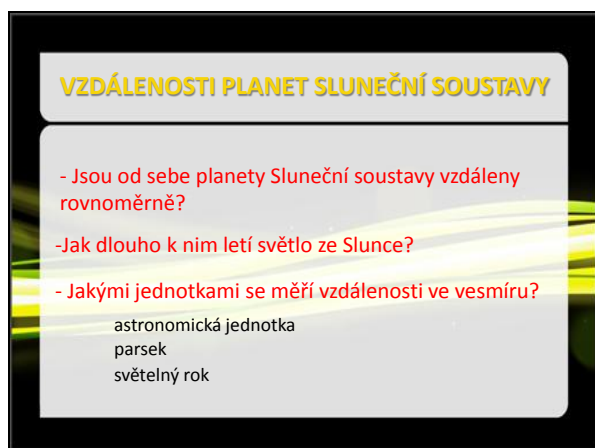 VZDÁLENOSTI PLANET SLUNEČNÍ SOUSTAVY
- Jsou od sebe planety Sluneční soustavy vzdáleny
rovnoměrně?
-Jak dlouho k nim letí světlo ze Slunce?
- Jakými jednotkami se měří vzdálenosti ve vesmíru?
astronomická jednotka
parsek
světelný rok